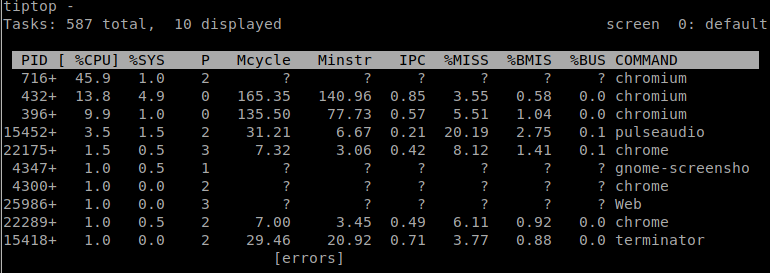 tiptop -
Tasks: 587 total,  10 displayed                                         screen  0: default
  PID [ %CPU] %SYS    P   Mcycle   Minstr   IPC  %MISS  %BMIS  %BUS COMMAND
  716+  45.9   1.0    2        ?        ?     ?      ?      ?     ? chromium
  432+  13.8   4.9    0   165.35   140.96  0.85   3.55   0.58   0.0 chromium
  396+   9.9   1.0    0   135.50    77.73  0.57   5.51   1.04   0.0 chromium
15452+   3.5   1.5    2    31.21     6.67  0.21  20.19   2.75   0.1 pulseaudio
22175+   1.5   0.5    3     7.32     3.06  0.42   8.12   1.41   0.1 chrome
 4347+   1.0   0.5    1        ?        ?     ?      ?      ?     ? gnome-screensho
 4300+   1.0   0.0    2        ?        ?     ?      ?      ?     ? chrome
25986+   1.0   0.0    3        ?        ?     ?      ?      ?     ? Web
22289+   1.0   0.5    2     7.00     3.45  0.49   6.11   0.92   0.0 chrome
15418+   1.0   0.0    2    29.46    20.92  0.71   3.77   0.88   0.0 terminator
[errors]